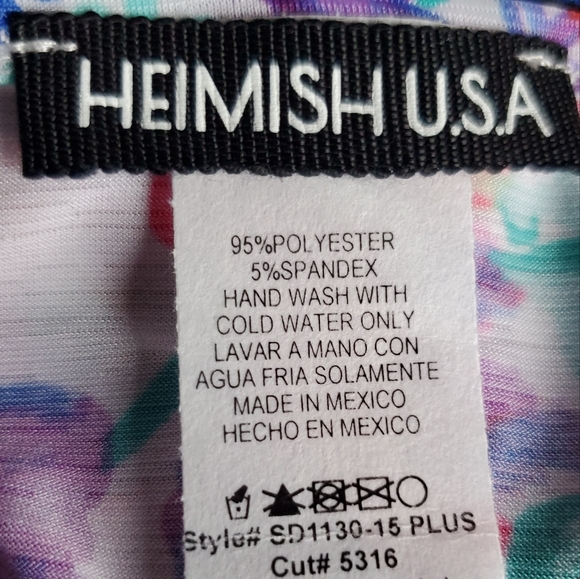 HEIMISH U.S.A
95%POLYESTER
5%SPANDEX
HAND WASH WITH
COLD WATER ONLY
LAVAR A MANO CON
AGUA FRIA SOLAMENTE
MADE IN MEXICO
HECHO EN MEXICO
Style# SD1130-15 PLUS
Cut# 5316